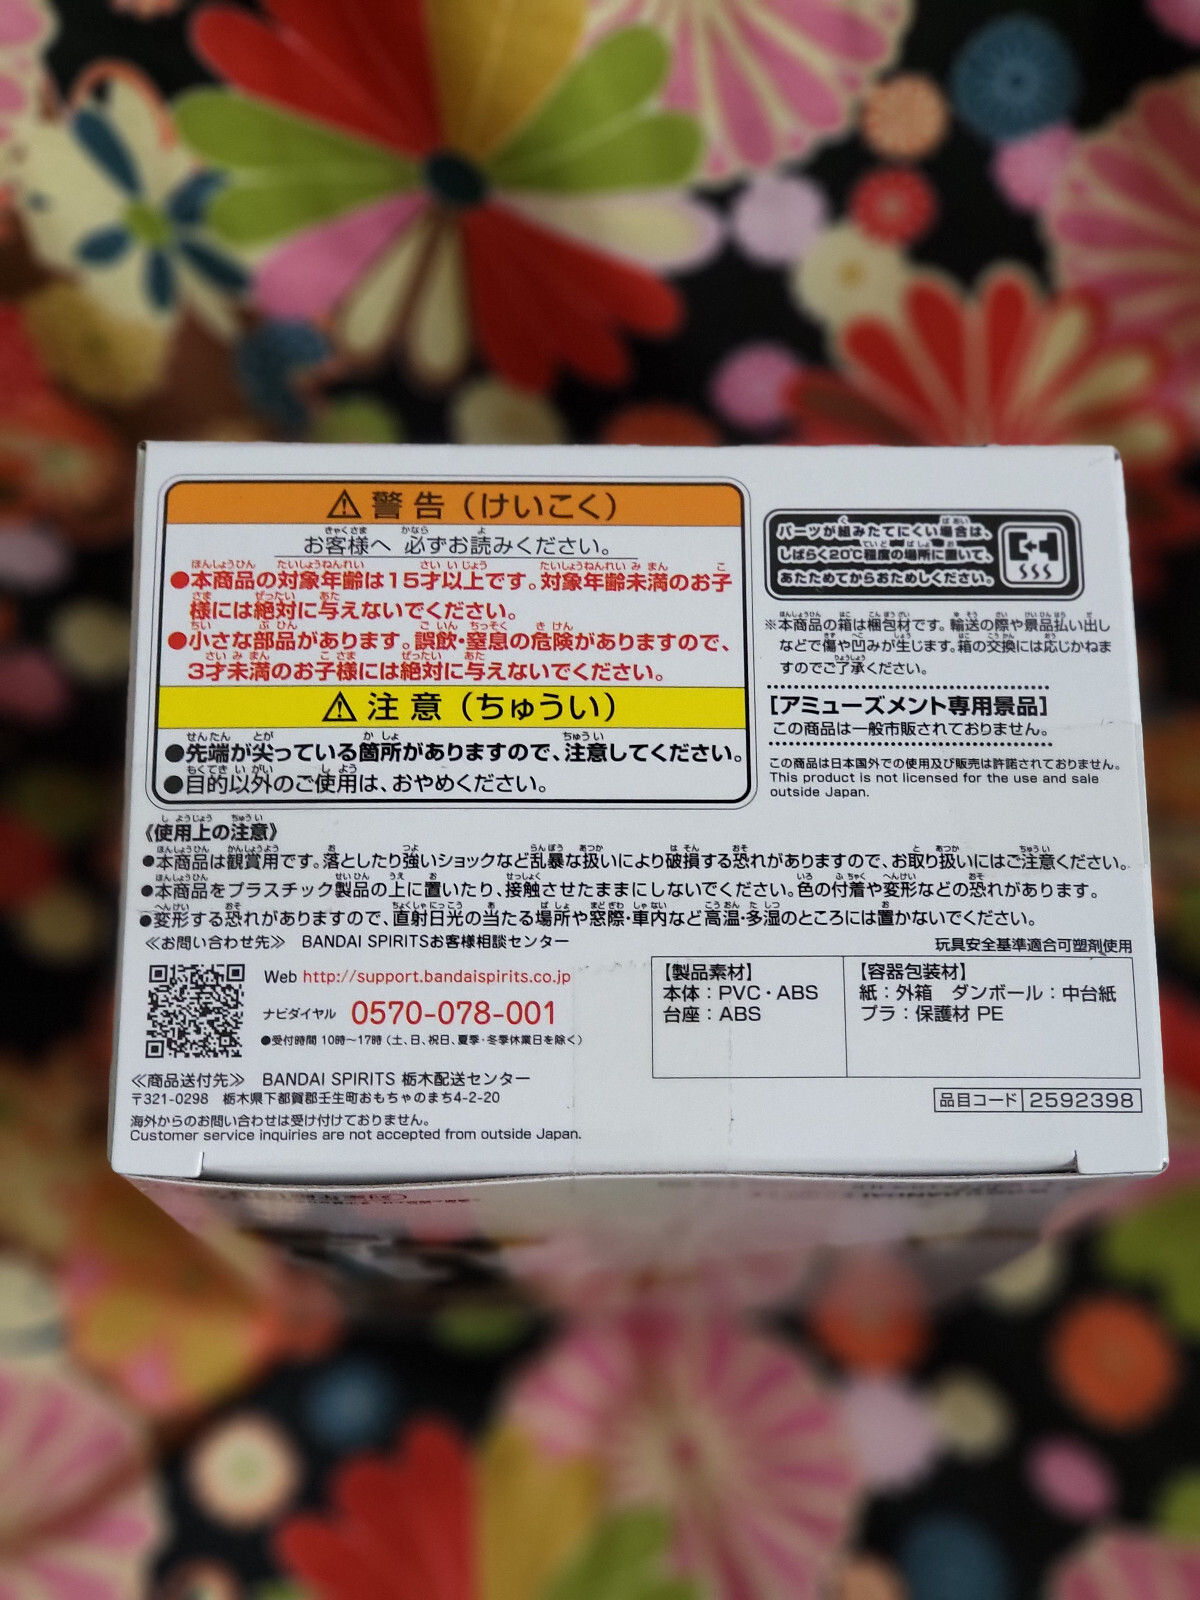 ⚠ 警告（けいこく）
お客様へ 必ずお読みください。
●本商品の対象年齢は15才以上です。対象年齢未満のお子
様には絶対に与えないでください。
●小さな部品があります。誤飲・窒息の危険がありますので、
3才未満のお子様には絶対に与えないでください。
⚠ 注意（ちゅうい）
●先端が尖っている箇所がありますので、注意してください。
●目的以外のご使用は、おやめください。
パーツが組みたてにくい場合は、
しばらく20℃程度の場所に置いて、
あたためてからおためしください。
※本商品の箱は梱包材です。輸送の際や景品払い出し
などで傷や凹みが生じます。箱の交換には応じかねま
すのでご了承ください。
【アミューズメント専用景品】
この商品は一般市販されておりません。
この商品は日本国外での使用及び販売は許諾されておりません。
This product is not licensed for the use and sale
outside Japan.
《使用上の注意》
●本商品は観賞用です。落としたり強いショックなど乱暴な扱いにより破損する恐れがありますので、お取り扱いにはご注意ください。
●本商品をプラスチック製品の上に置いたり、接触させたままにしないでください。色の付着や変形などの恐れがあります。
●変形する恐れがありますので、直射日光の当たる場所や窓際・車内など高温・多湿のところには置かないでください。
≪お問い合わせ先≫ BANDAI SPIRITSお客様相談センター
玩具安全基準適合可塑剤使用
Web http://support.bandaispirits.co.jp
ナビダイヤル 0570-078-001
●受付時間 10時～17時（土、日、祝日、夏季・冬季休業日を除く）
【製品素材】
本体：PVC・ABS
台座：ABS
【容器包装材】
紙：外箱 ダンボール：中台紙
プラ：保護材 PE
≪商品送付先≫ BANDAI SPIRITS 栃木配送センター
〒321-0298 栃木県下都賀郡壬生町おもちゃのまち4-2-20
品目コード 2592398
海外からのお問い合わせは受け付けておりません。
Customer service inquiries are not accepted from outside Japan.